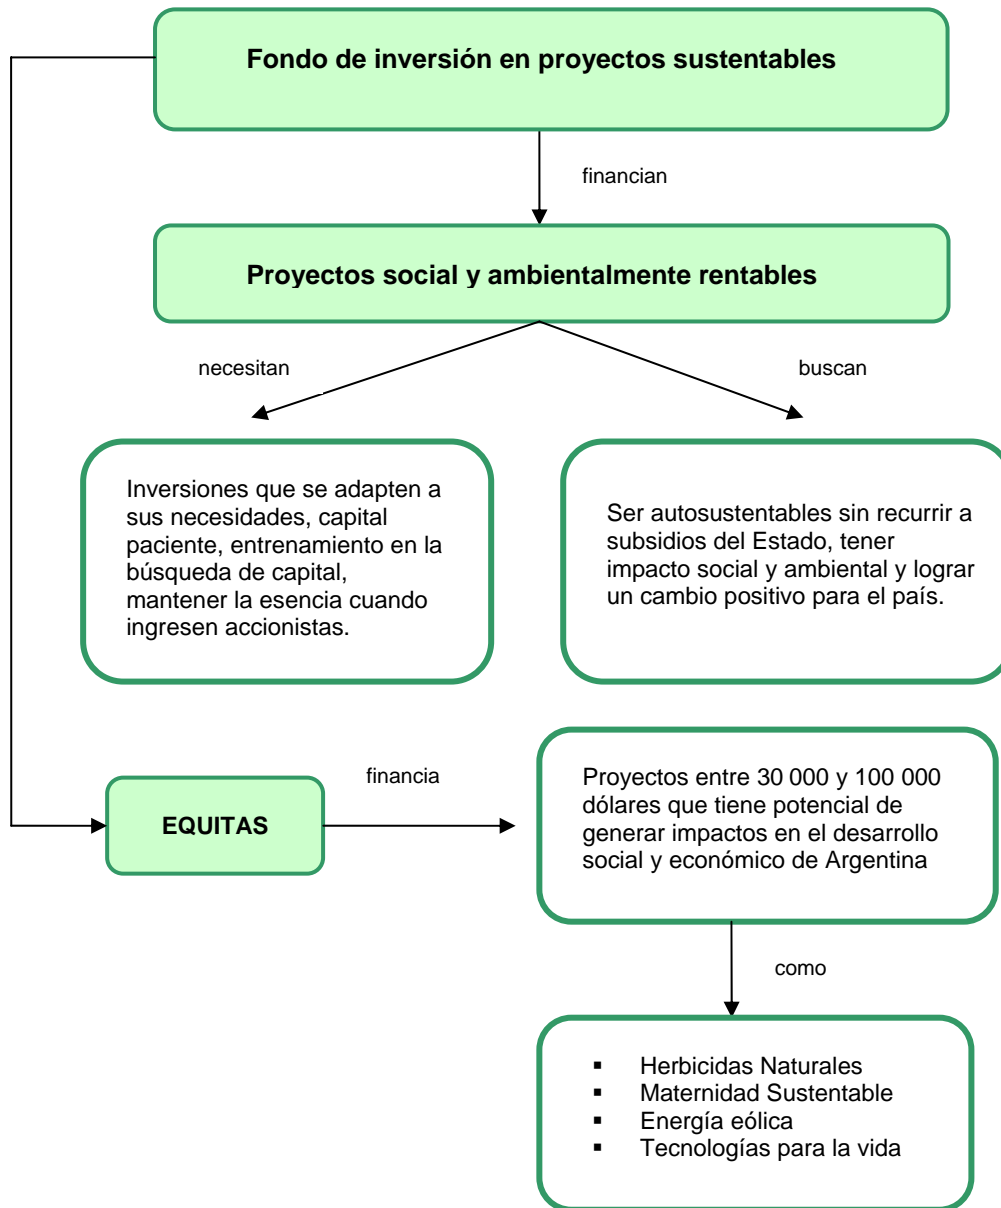 Fondo de inversión en proyectos sustentables
financian
Proyectos social y ambientalmente rentables
necesitan
buscan
Inversiones que se adapten a
sus necesidades, capital
paciente, entrenamiento en la
búsqueda de capital,
mantener la esencia cuando
ingresen accionistas.
Ser autosustentables sin recurrir a
subsidios del Estado, tener
impacto social y ambiental y lograr
un cambio positivo para el país.
EQUITAS
financia
Proyectos entre 30 000 y 100 000
dólares que tiene potencial de
generar impactos en el desarrollo
social y económico de Argentina
como
▪ Herbicidas Naturales
▪ Maternidad Sustentable
▪ Energía eólica
▪ Tecnologías para la vida